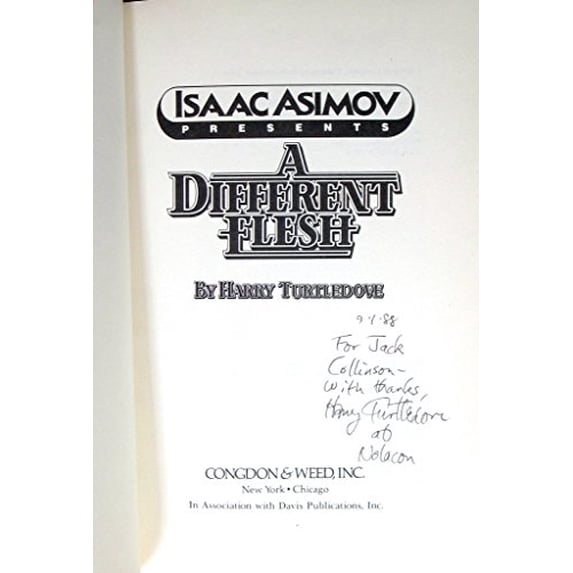 ISAAC ASIMOV
PRESENTS
A
DIFFERENT
FLESH
BY HARRY TURTLEDOVE
9·1·88
For Jack
Collinson-
with thanks,
Harry Turtledove
at
Nolacon
CONGDON & WEED, INC.
New York • Chicago
In Association with Davis Publications, Inc.